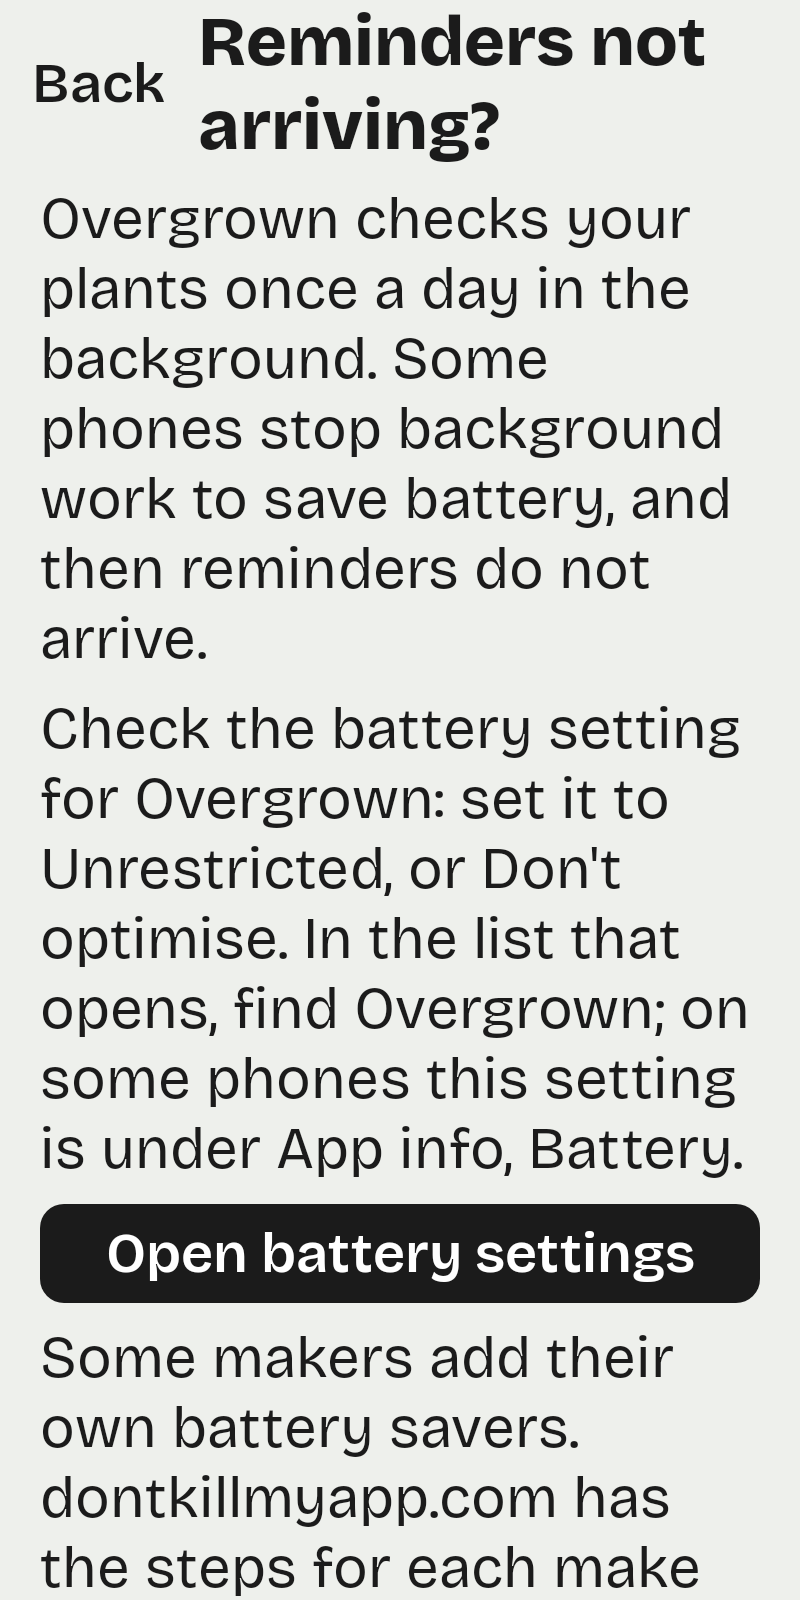 Back
Reminders not
arriving?
Overgrown checks your
plants once a day in the
background. Some
phones stop background
work to save battery, and
then reminders do not
arrive.
Check the battery setting
for Overgrown: set it to
Unrestricted, or Don't
optimise. In the list that
opens, find Overgrown; on
some phones this setting
is under App info, Battery.
Open battery settings
Some makers add their
own battery savers.
dontkillmyapp.com has
the steps for each make